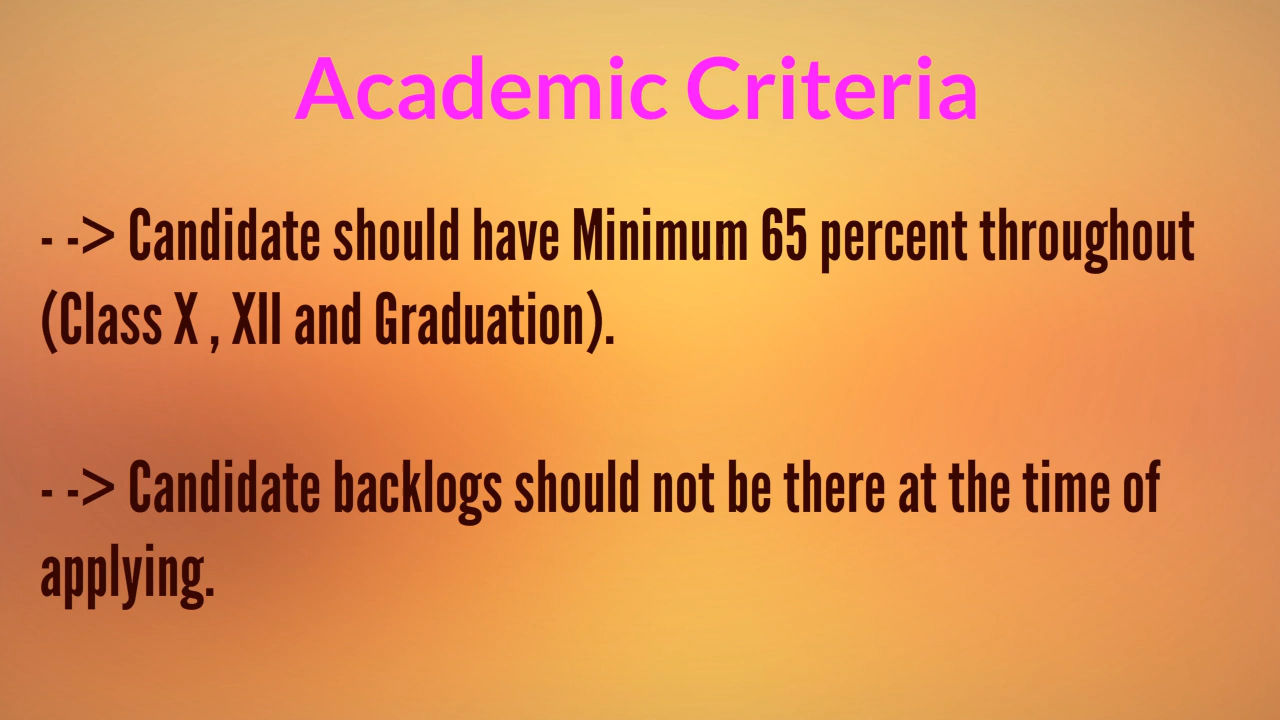 Academic Criteria
- -> Candidate should have Minimum 65 percent throughout
(Class X , XII and Graduation).
- -> Candidate backlogs should not be there at the time of
applying.